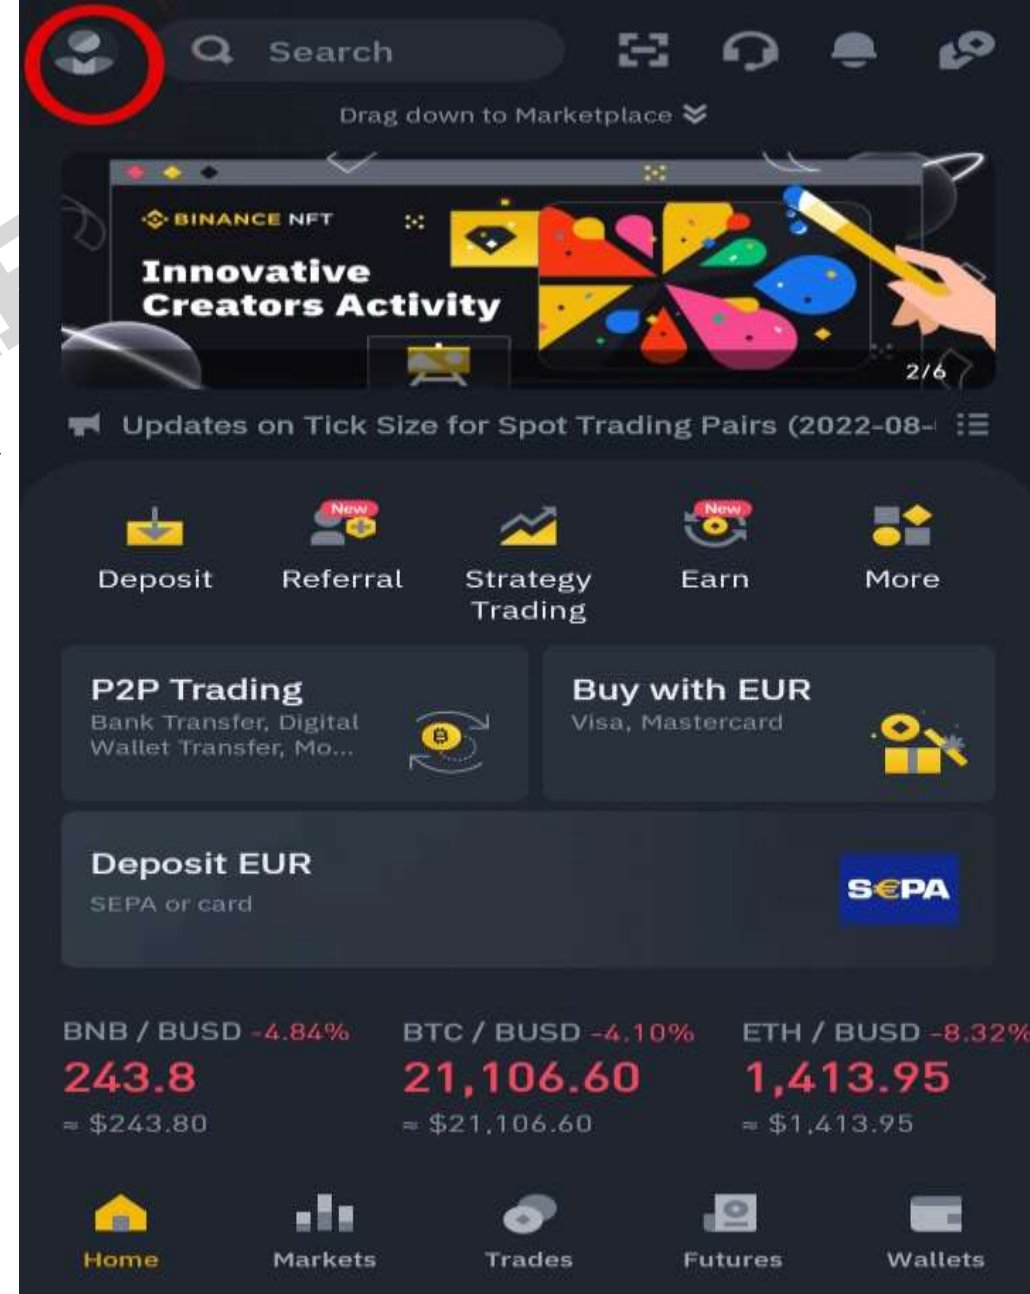 Search
Drag down to Marketplace
BINANCE NFT
Innovative
Creators Activity
2/6
Updates on Tick Size for Spot Trading Pairs (2022-08-
New
New
Deposit
Referral
Strategy
Trading
Earn
More
P2P Trading
Bank Transfer, Digital
Wallet Transfer, Mo...
Buy with EUR
Visa, Mastercard
Deposit EUR
SEPA or card
S€PA
BNB / BUSD -4.84%
243.8
≈ $243.80
BTC / BUSD -4.10%
21,106.60
≈ $21,106.60
ETH / BUSD -8.32%
1,413.95
≈ $1,413.95
Home
Markets
Trades
Futures
Wallets